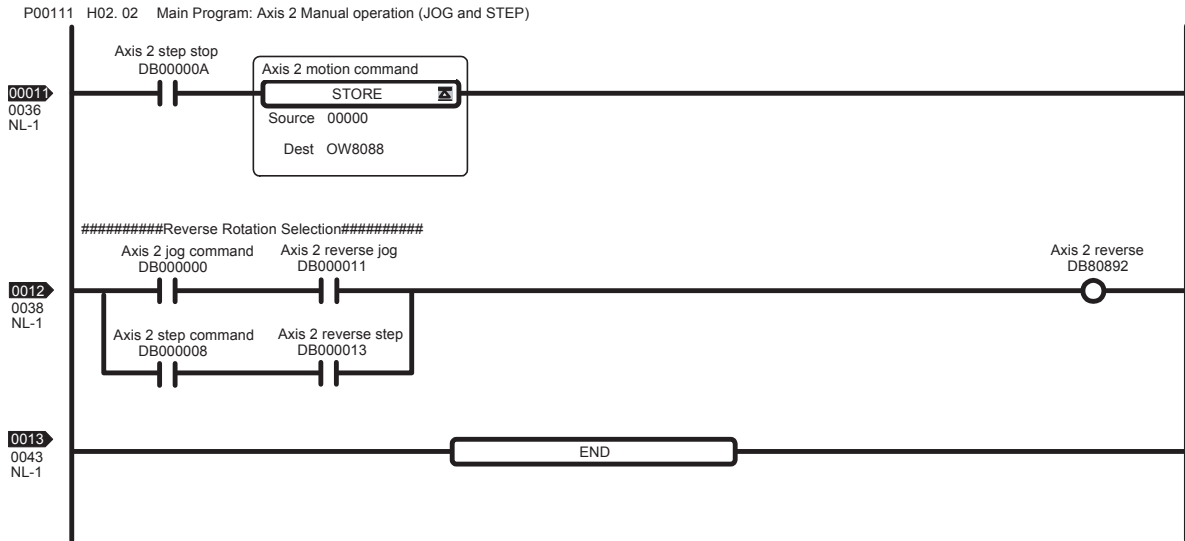 P00111 H02. 02 Main Program: Axis 2 Manual operation (JOG and STEP)
Axis 2 step stop
DB00000A
Axis 2 motion command
STORE
Source 00000
Dest OW8088
00011
0036
NL-1
##########Reverse Rotation Selection##########
Axis 2 jog command
DB000000
Axis 2 reverse jog
DB000011
Axis 2 reverse
DB80892
0012
0038
NL-1
Axis 2 step command
DB000008
Axis 2 reverse step
DB000013
0013
0043
NL-1
END